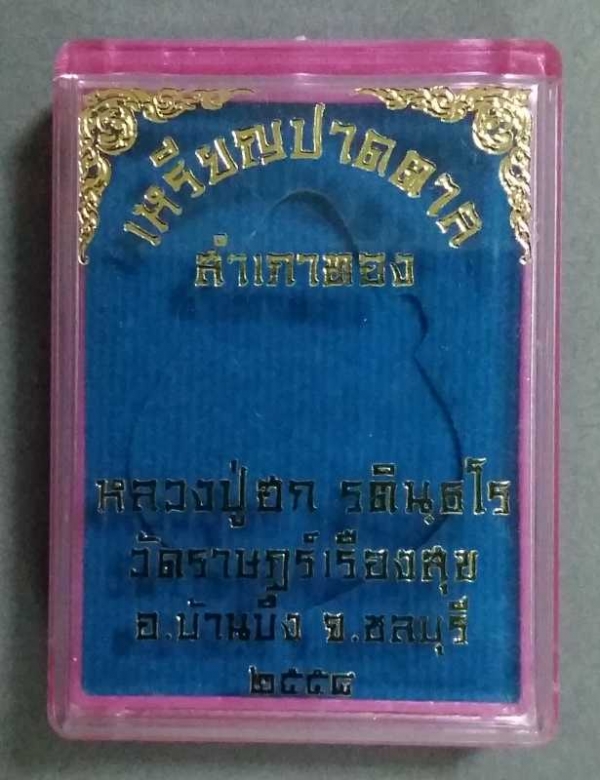 เหรียญปาดตาล
สำเภาทอง
หลวงปู่ฮก รตินฺธโร
วัดราษฎร์เรืองสุข
อ.บ้านบึง จ.ชลบุรี
๒๕๕๘